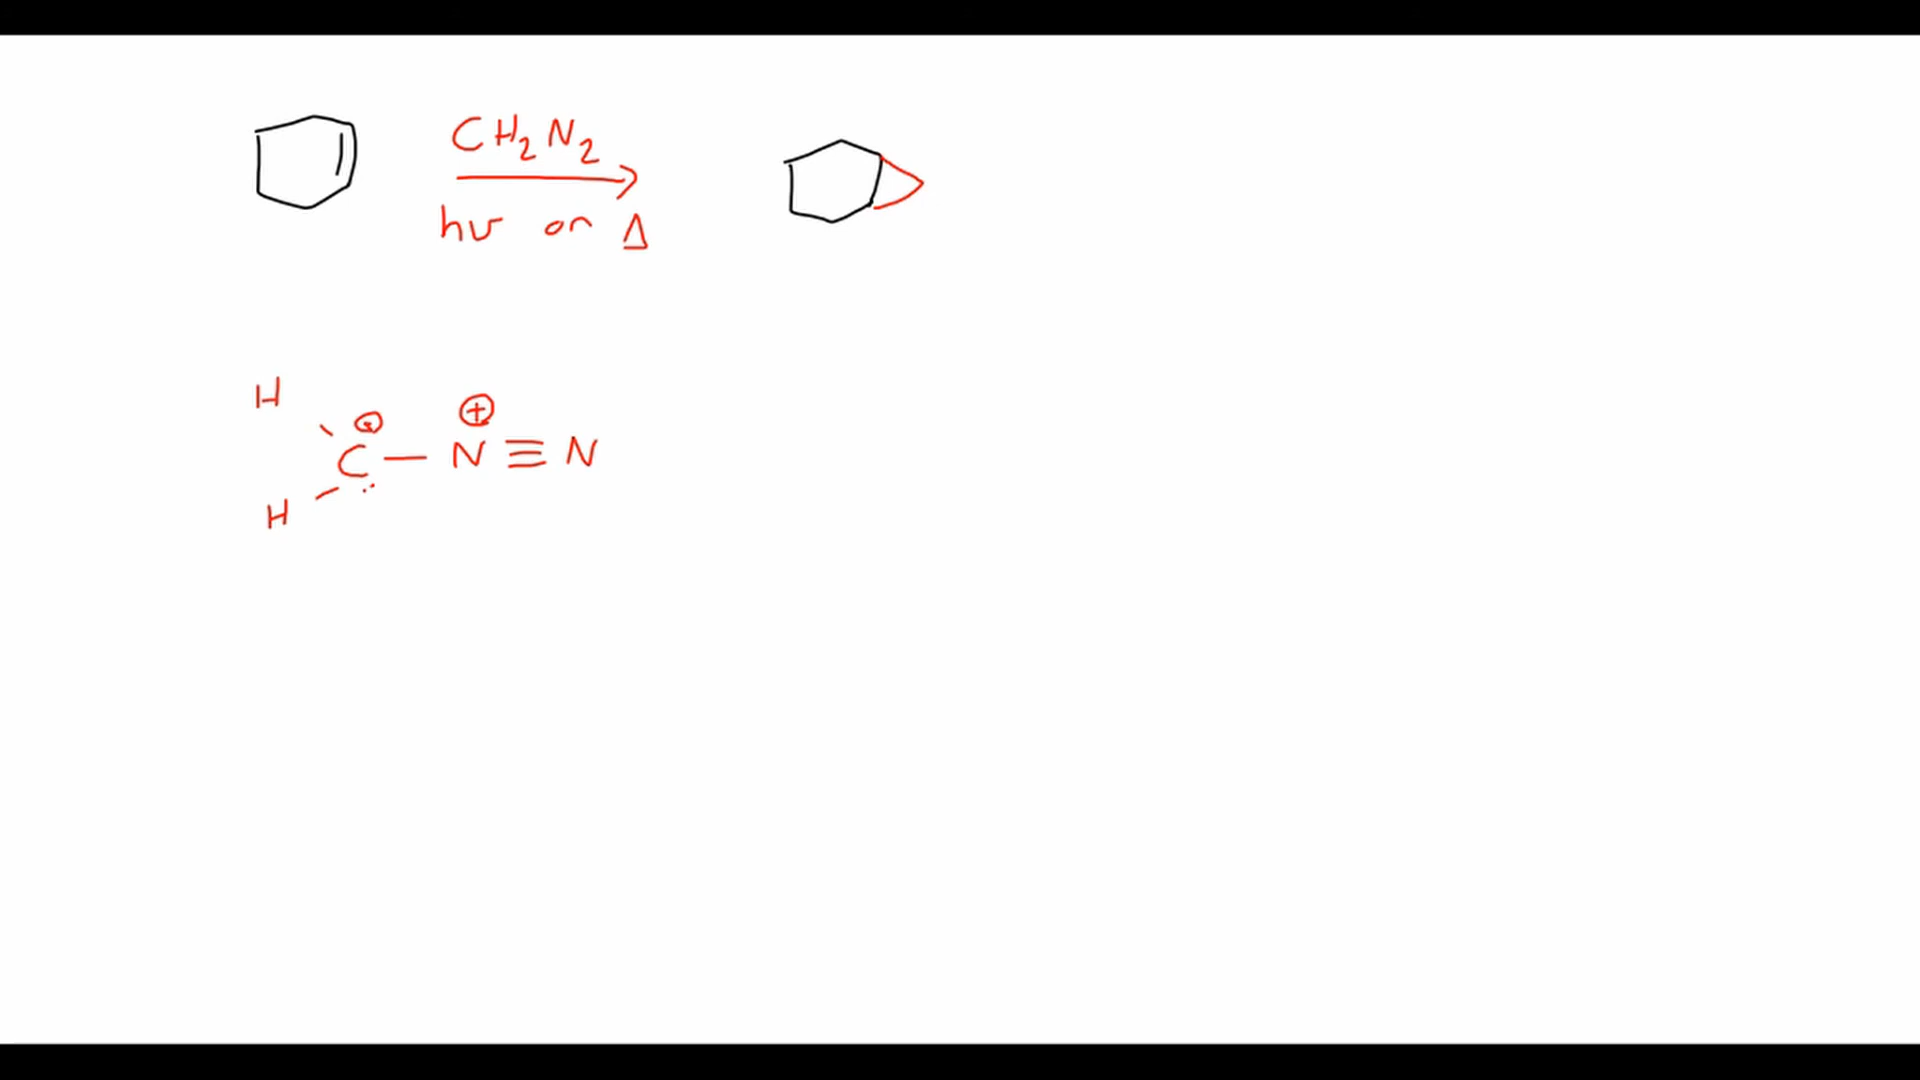 CH₂N₂
hν or Δ
H
⊕
C — N ≡ N
H